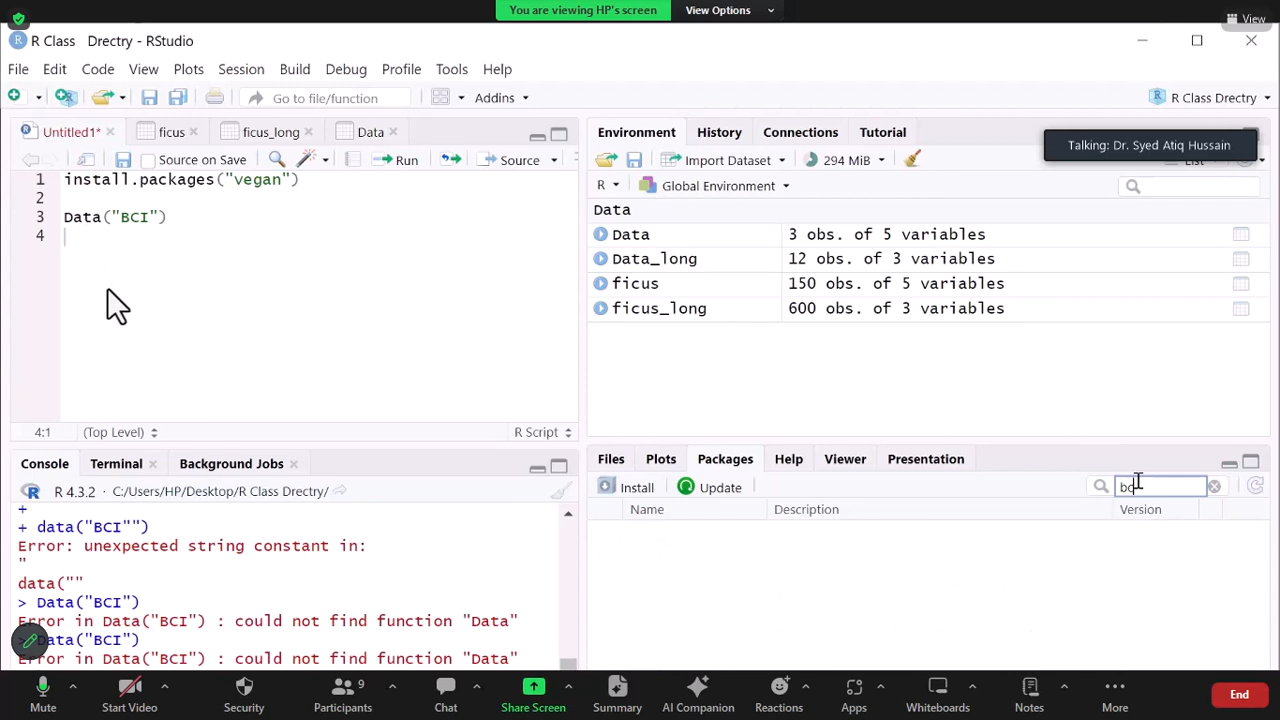 You are viewing HP's screen
View Options
View
R Class Drectry - RStudio
File Edit Code View Plots Session Build Debug Profile Tools Help
Go to file/function
Addins
R Class Drectry
Untitled1* ficus ficus_long Data
Source on Save
Run
Source
1 install.packages("vegan")
2
3 Data("BCI")
4
4:1 (Top Level) R Script
Environment History Connections Tutorial
Talking: Dr. Syed Atiq Hussain
Import Dataset 294 MiB List
R Global Environment
Data
Data 3 obs. of 5 variables
Data_long 12 obs. of 3 variables
ficus 150 obs. of 5 variables
ficus_long 600 obs. of 3 variables
Console Terminal Background Jobs
R 4.3.2 · C:/Users/HP/Desktop/R Class Drectry/
+
+ data("BCI"")
Error: unexpected string constant in:
"
data(""
> Data("BCI")
Error in Data("BCI") : could not find function "Data"
> Data("BCI")
Error in Data("BCI") : could not find function "Data"
Files Plots Packages Help Viewer Presentation
Install Update
Name Description Version
Mute Start Video Security Participants 9 Chat Share Screen Summary AI Companion Reactions Apps Whiteboards Notes More End